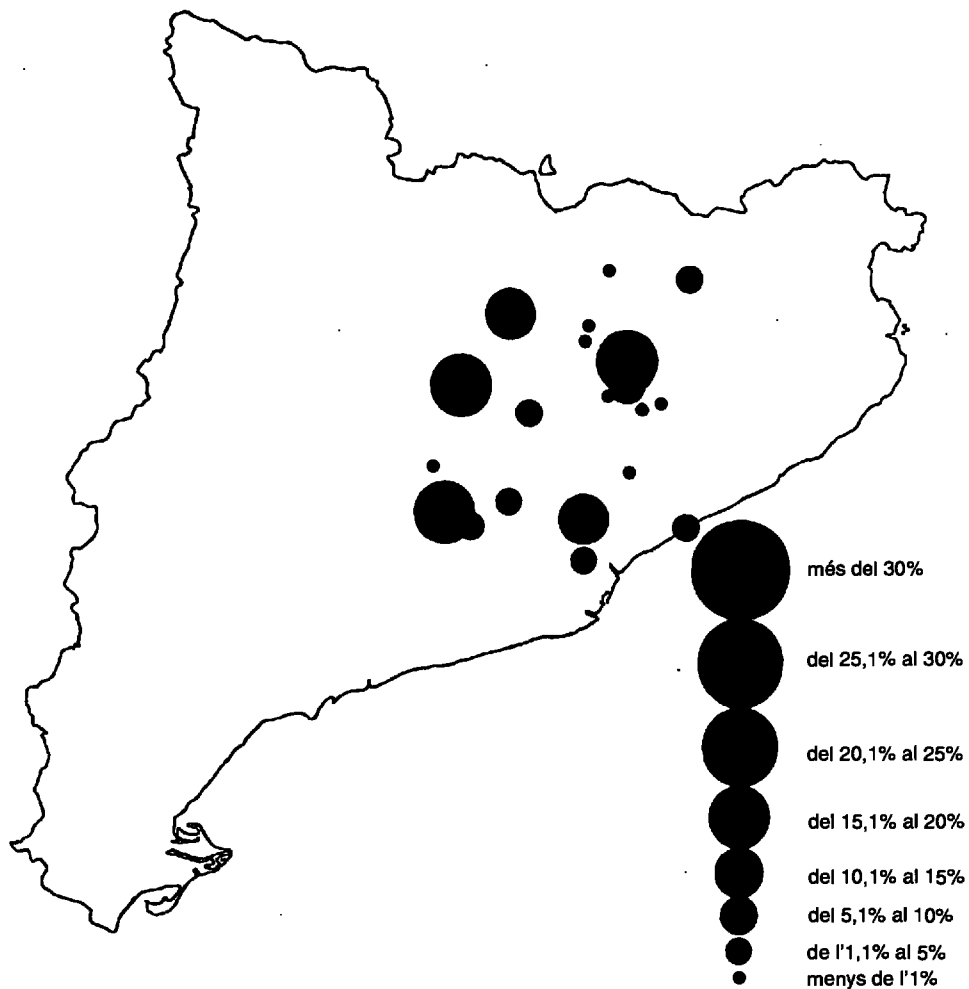 més del 30%
del 25,1% al 30%
del 20,1% al 25%
del 15,1% al 20%
del 10,1% al 15%
del 5,1% al 10%
de l'1,1% al 5%
menys de l'1%